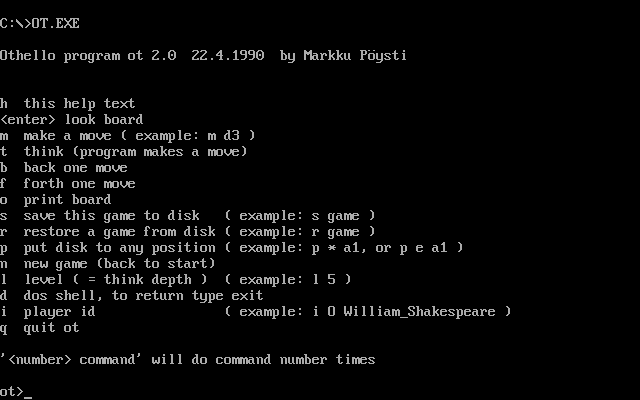 C:\>OT.EXE
Othello program ot 2.0  22.4.1990  by Markku Pöysti
h  this help text
<enter> look board
m  make a move ( example: m d3 )
t  think (program makes a move)
b  back one move
f  forth one move
o  print board
s  save this game to disk   ( example: s game )
r  restore a game from disk ( example: r game )
p  put disk to any position ( example: p * a1, or p e a1 )
n  new game (back to start)
l  level ( = think depth )  ( example: l 5 )
d  dos shell, to return type exit
i  player id                ( example: i O William_Shakespeare )
q  quit ot
'<number> command' will do command number times
ot>_